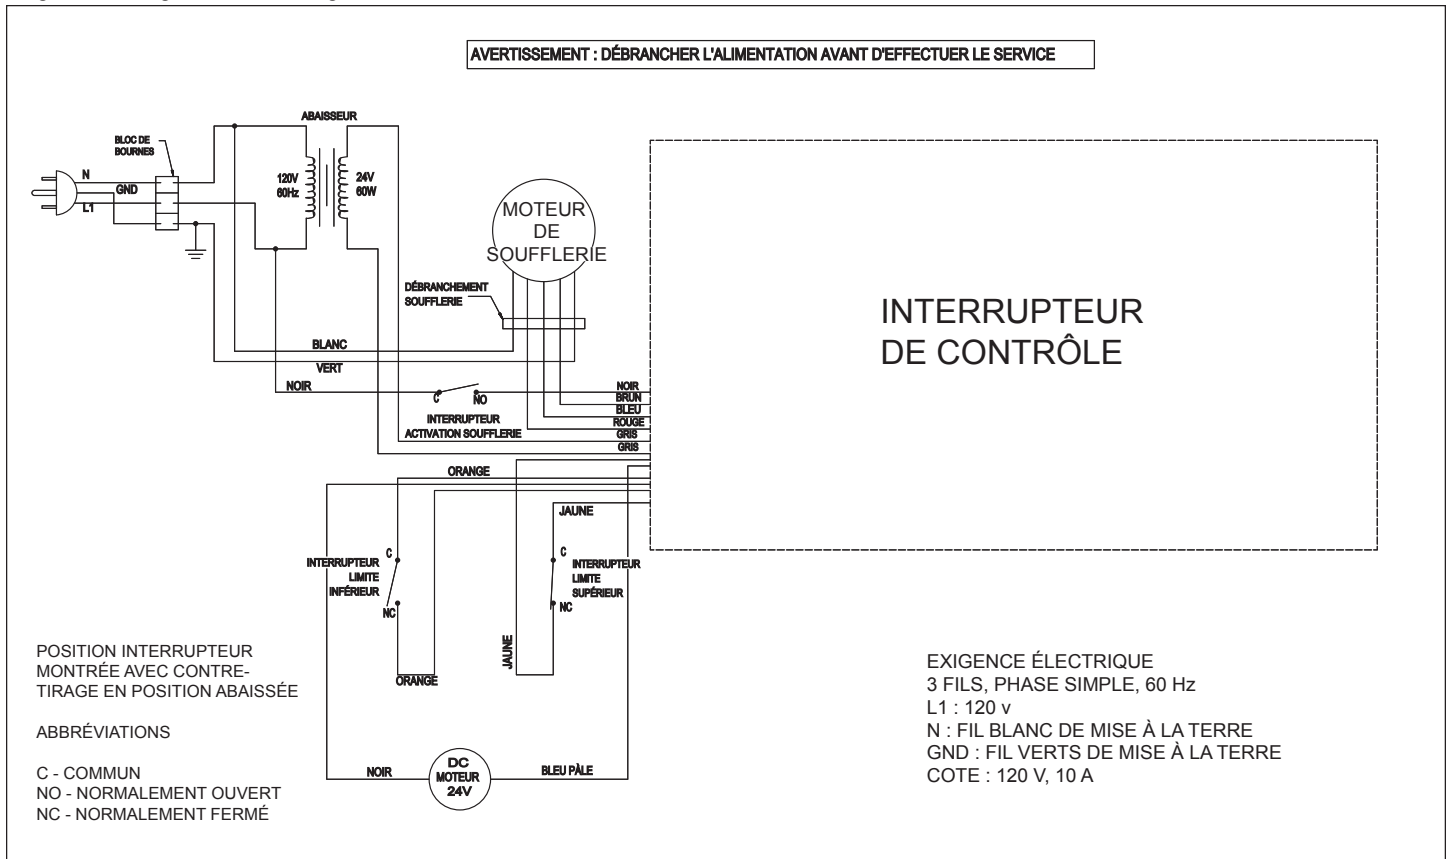 AVERTISSEMENT : DÉBRANCHER L'ALIMENTATION AVANT D'EFFECTUER LE SERVICE
ABAISSEUR
BLOC DE
BOURNES
N
GND
L1
120V
60Hz
24V
60W
MOTEUR
DE
SOUFFLERIE
DÉBRANCHEMENT
SOUFFLERIE
INTERRUPTEUR
DE CONTRÔLE
BLANC
VERT
NOIR
C
NO
INTERRUPTEUR
ACTIVATION SOUFFLERIE
NOIR
BRUN
BLEU
ROUGE
GRIS
GRIS
ORANGE
JAUNE
C
INTERRUPTEUR
LIMITE
INFÉRIEUR
NC
C
INTERRUPTEUR
LIMITE
SUPÉRIEUR
NC
JAUNE
ORANGE
NOIR
DC
MOTEUR
24V
BLEU PÀLE
POSITION INTERRUPTEUR
MONTRÉE AVEC CONTRE-
TIRAGE EN POSITION ABAISSÉE
ABBRÉVIATIONS
C - COMMUN
NO - NORMALEMENT OUVERT
NC - NORMALEMENT FERMÉ
EXIGENCE ÉLECTRIQUE
3 FILS, PHASE SIMPLE, 60 Hz
L1 : 120 v
N : FIL BLANC DE MISE À LA TERRE
GND : FIL VERTS DE MISE À LA TERRE
COTE : 120 V, 10 A